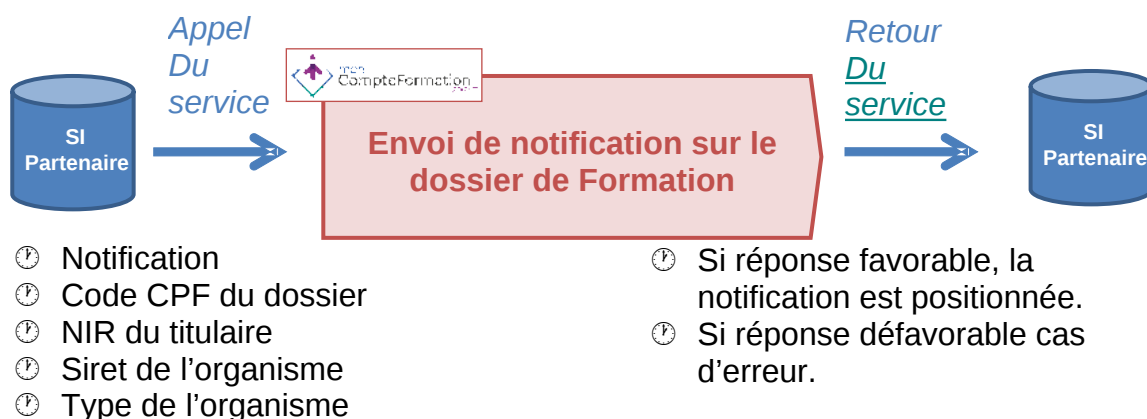 Appel
Du
service
Retour
Du
service
mon
CompteFormation
SI
Partenaire
Envoi de notification sur le
dossier de Formation
SI
Partenaire
Notification
Code CPF du dossier
NIR du titulaire
Siret de l’organisme
Type de l’organisme
Si réponse favorable, la
notification est positionnée.
Si réponse défavorable cas
d’erreur.